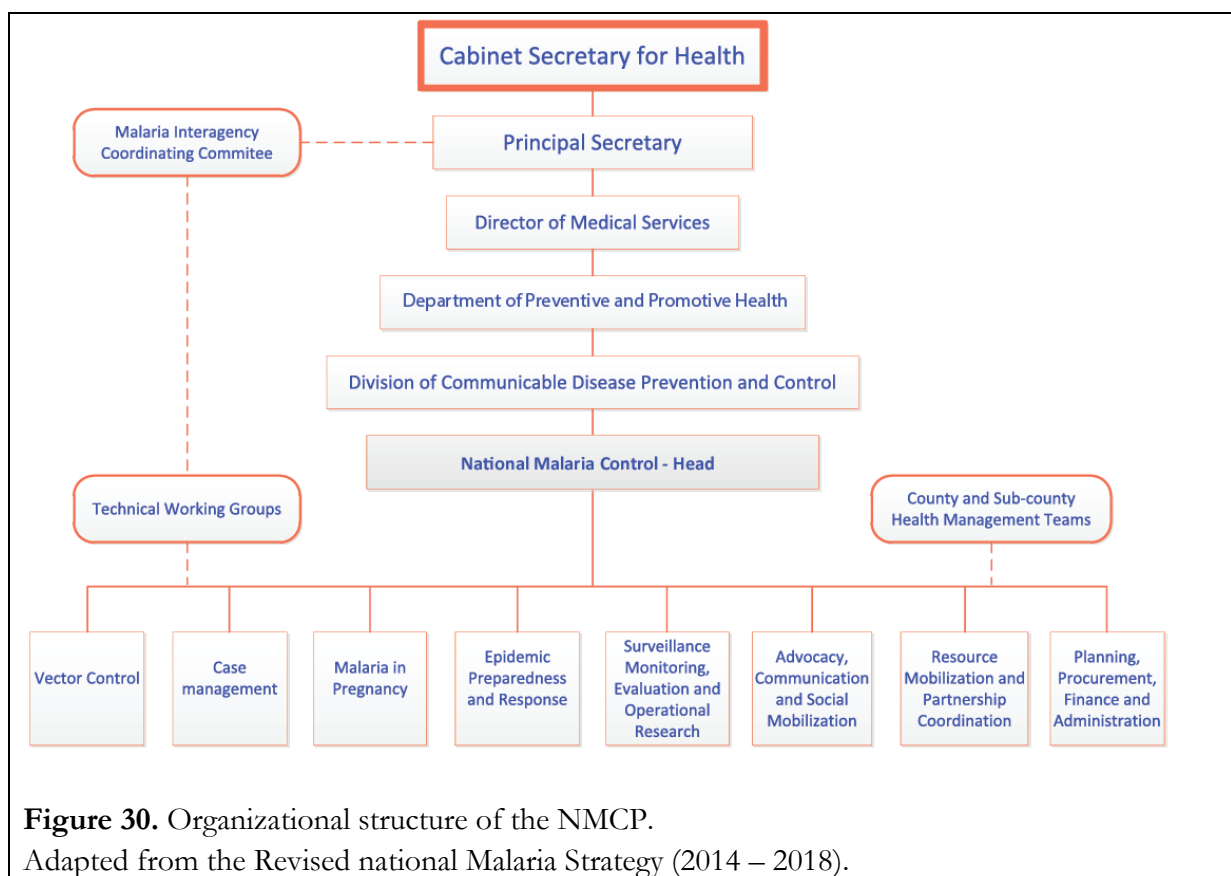 Cabinet Secretary for Health
Malaria Interagency
Coordinating Commitee
Principal Secretary
Director of Medical Services
Department of Preventive and Promotive Health
Division of Communicable Disease Prevention and Control
National Malaria Control - Head
Technical Working Groups
County and Sub-county
Health Management Teams
Vector Control
Case
management
Malaria in
Pregnancy
Epidemic
Preparedness
and Response
Surveillance
Monitoring,
Evaluation and
Operational
Research
Advocacy,
Communication
and Social
Mobilization
Resource
Mobilization and
Partnership
Coordination
Planning,
Procurement,
Finance and
Administration
Figure 30. Organizational structure of the NMCP.
Adapted from the Revised national Malaria Strategy (2014 – 2018).